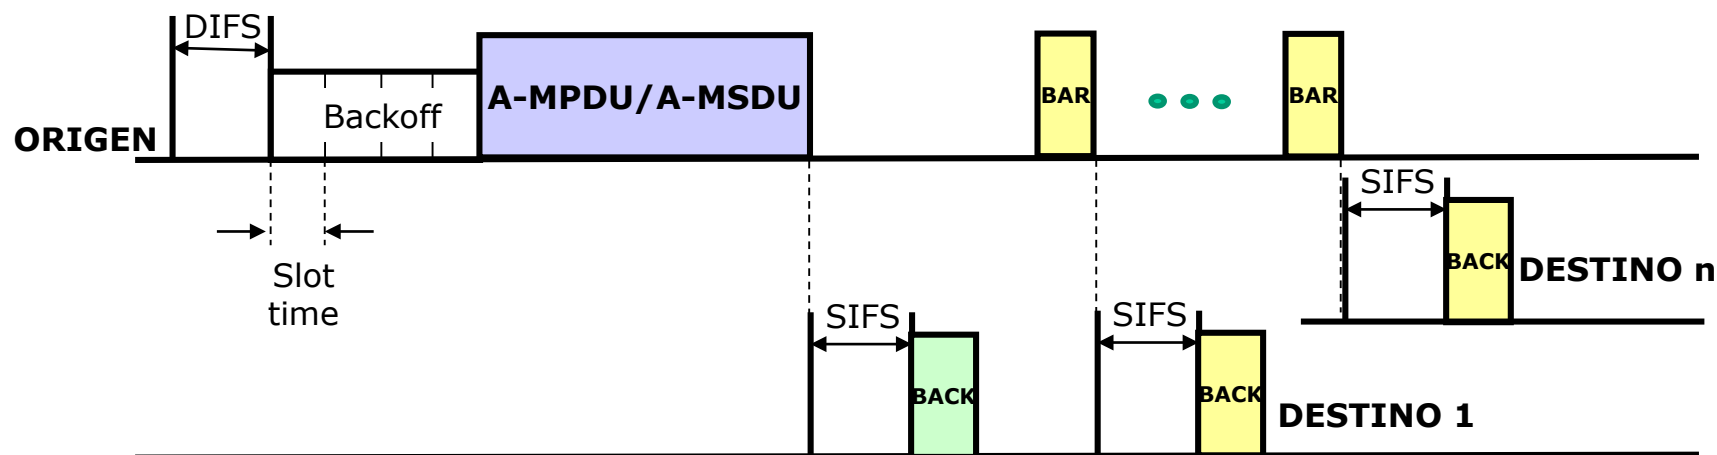 DIFS
Backoff
A-MPDU/A-MSDU
BAR
BAR
ORIGEN
Slot
time
SIFS
BACK
DESTINO n
SIFS
BACK
SIFS
BACK
DESTINO 1